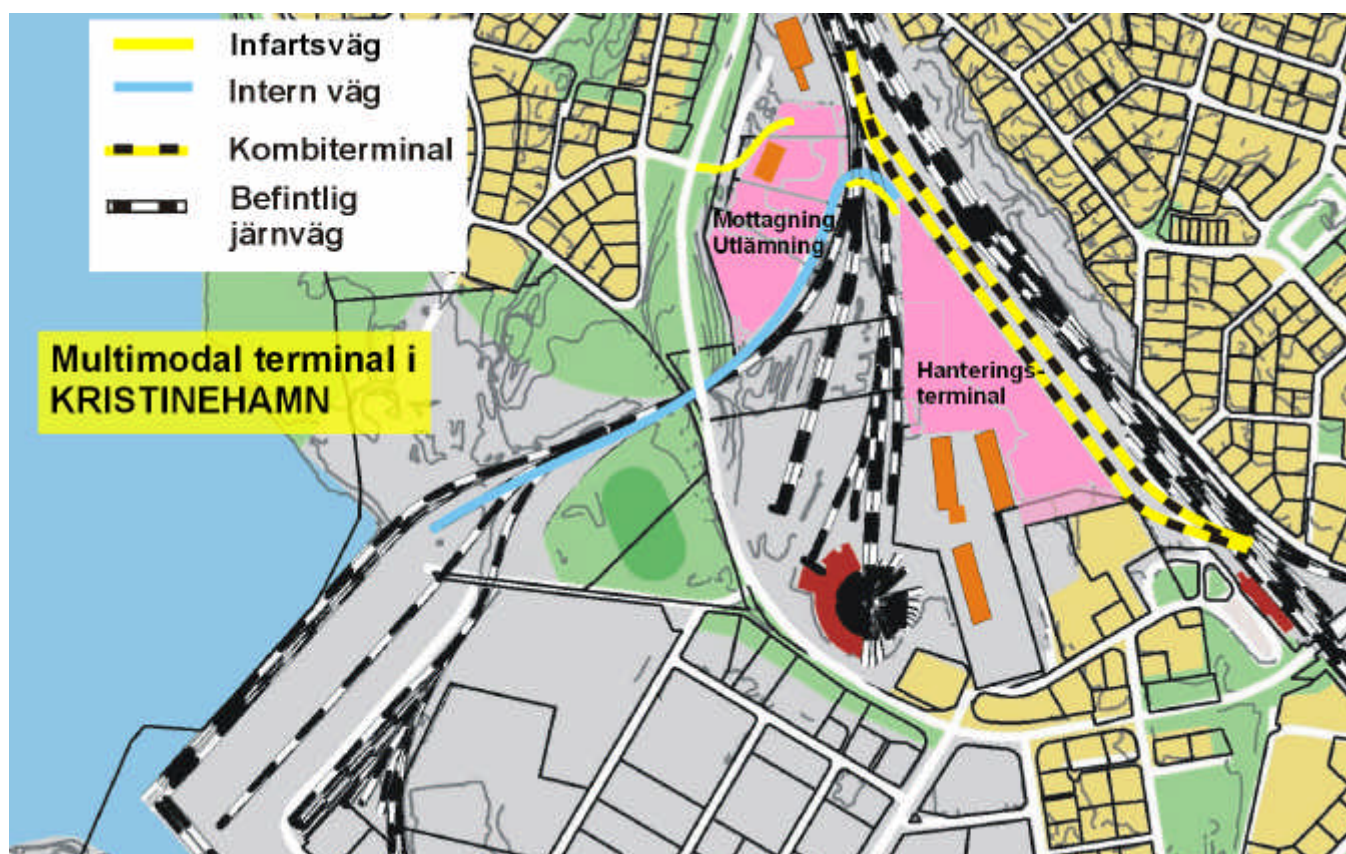 Infartsväg
Intern väg
Kombiterminal
Befintlig
järnväg
Mottagning
Utlämning
Multimodal terminal i
KRISTINEHAMN
Hanterings-
terminal